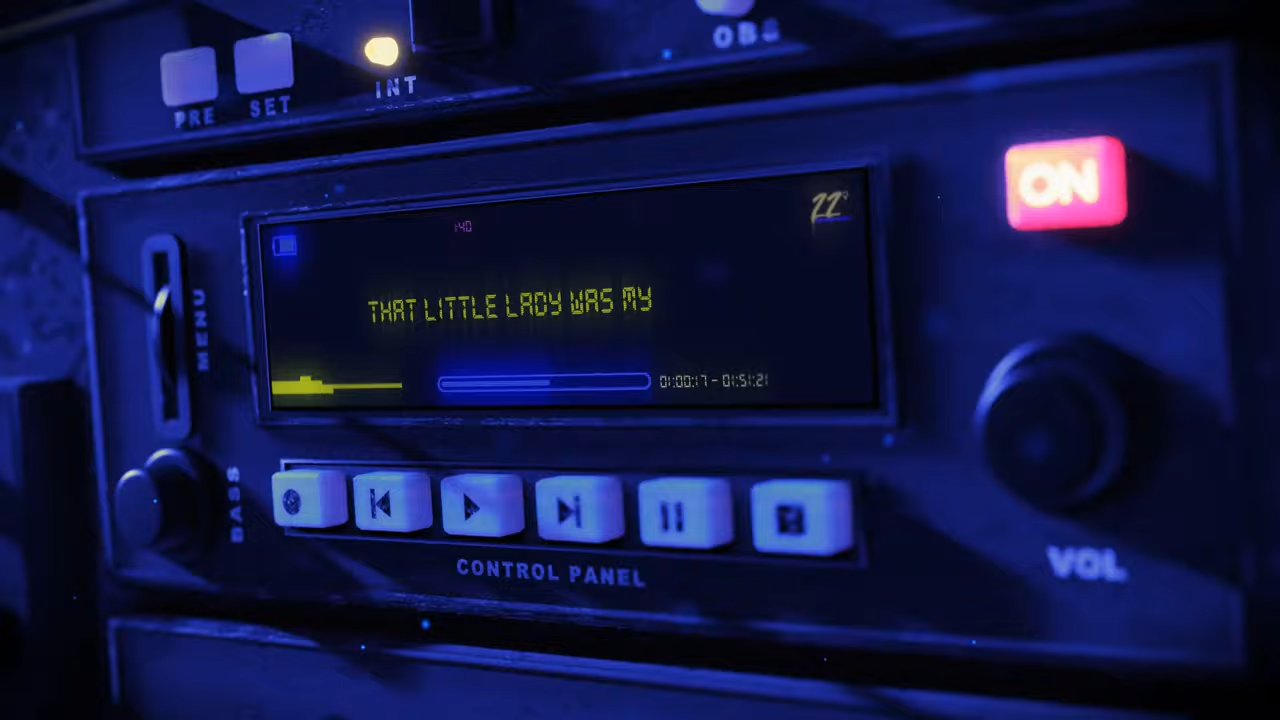 PRE SET INT OBS
ON
22°
:40
THAT LITTLE LADY WAS MY
01:00:17 - 01:51:21
MENU
BASS
CONTROL PANEL
VOL